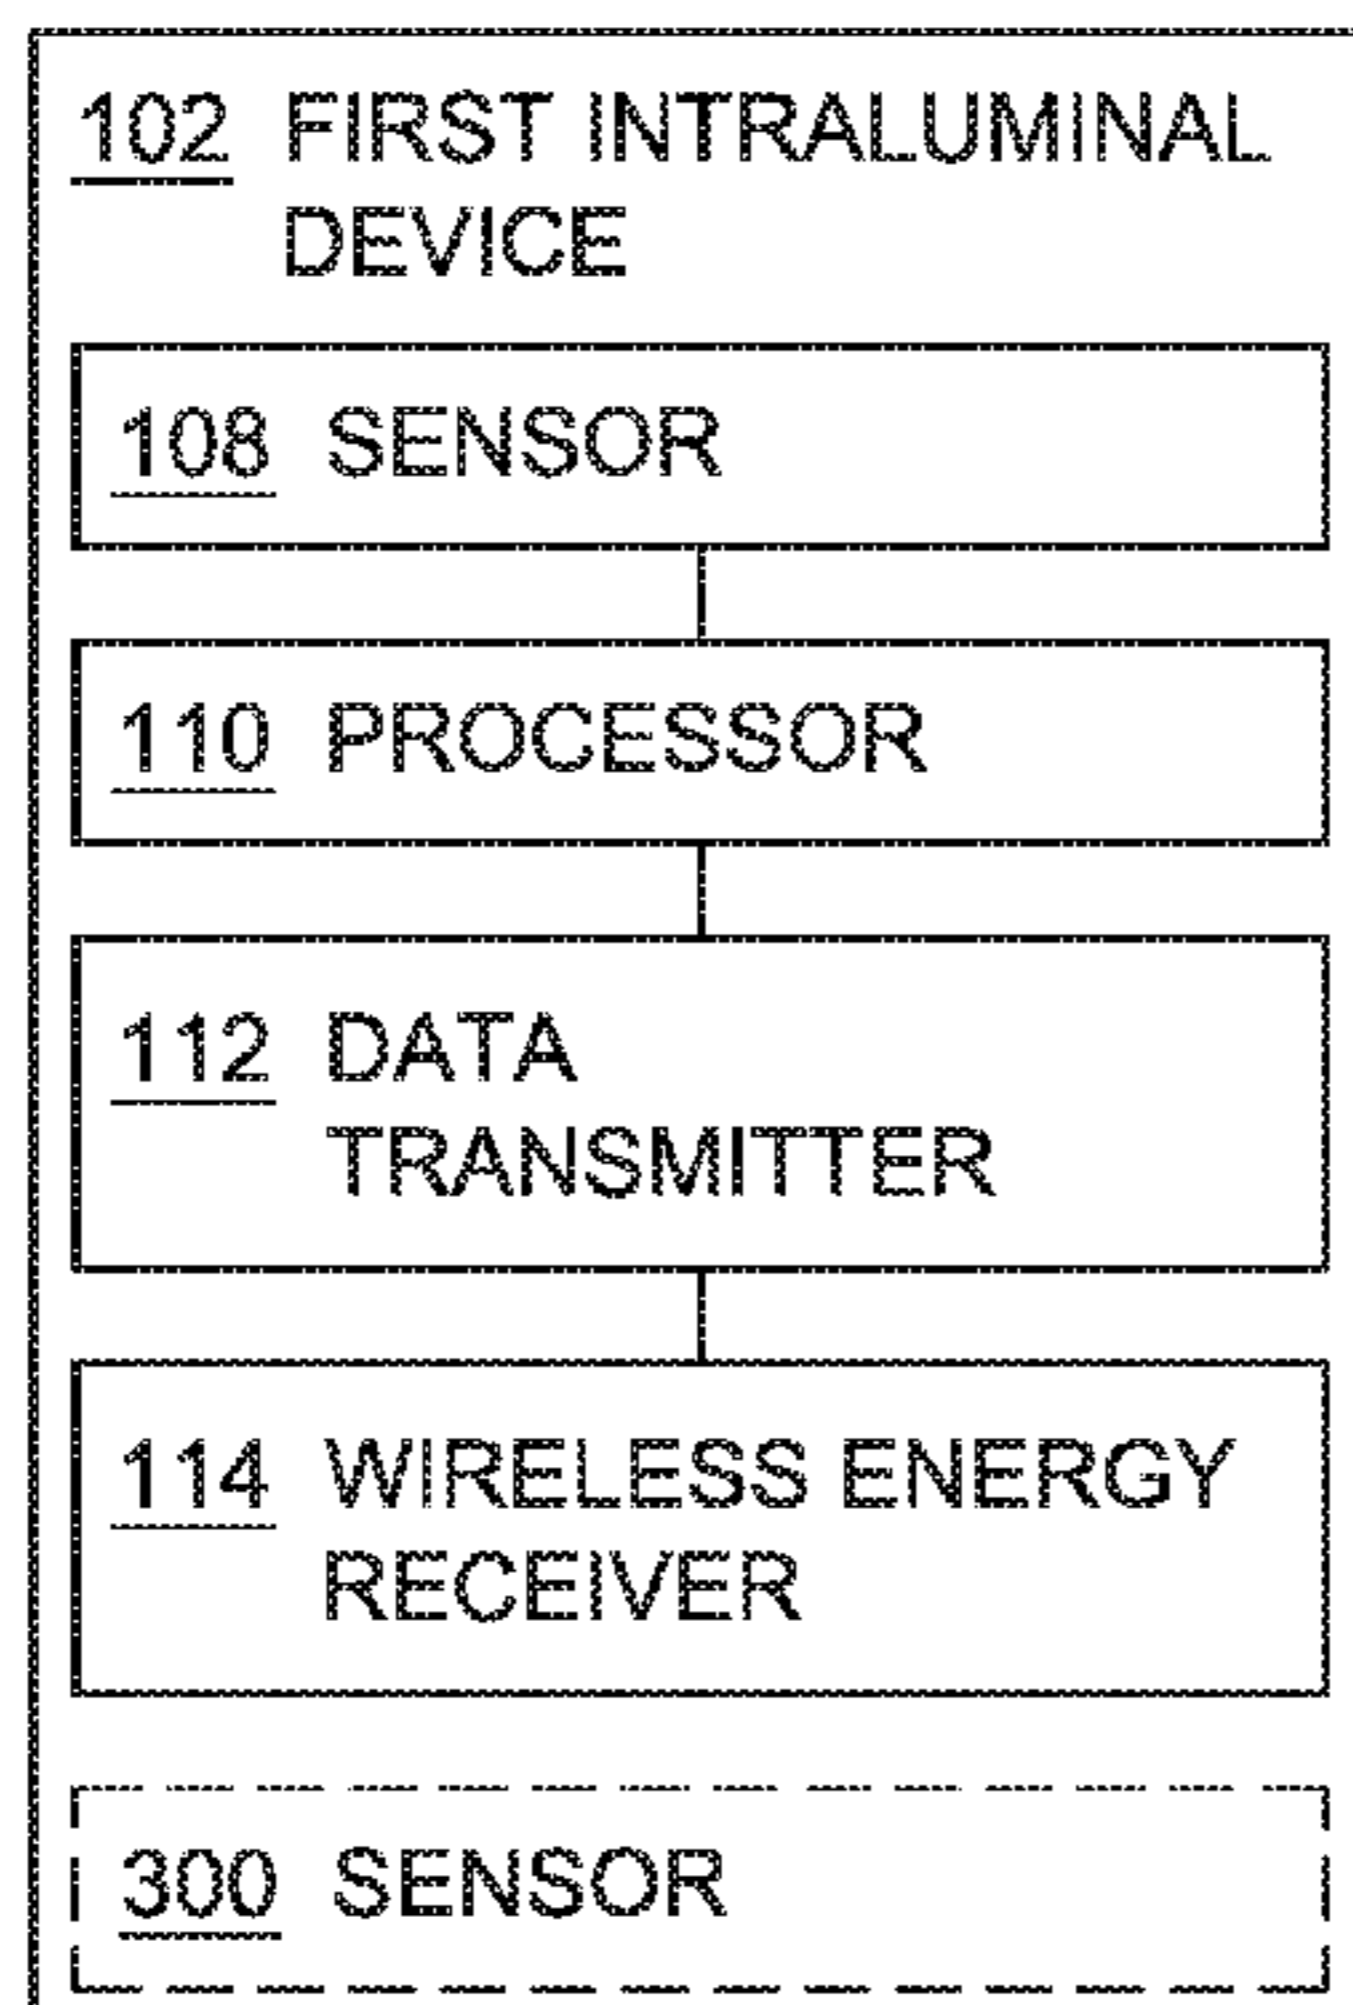 102 FIRST INTRALUMINAL
DEVICE
108 SENSOR
110 PROCESSOR
112 DATA
TRANSMITTER
114 WIRELESS ENERGY
RECEIVER
300 SENSOR